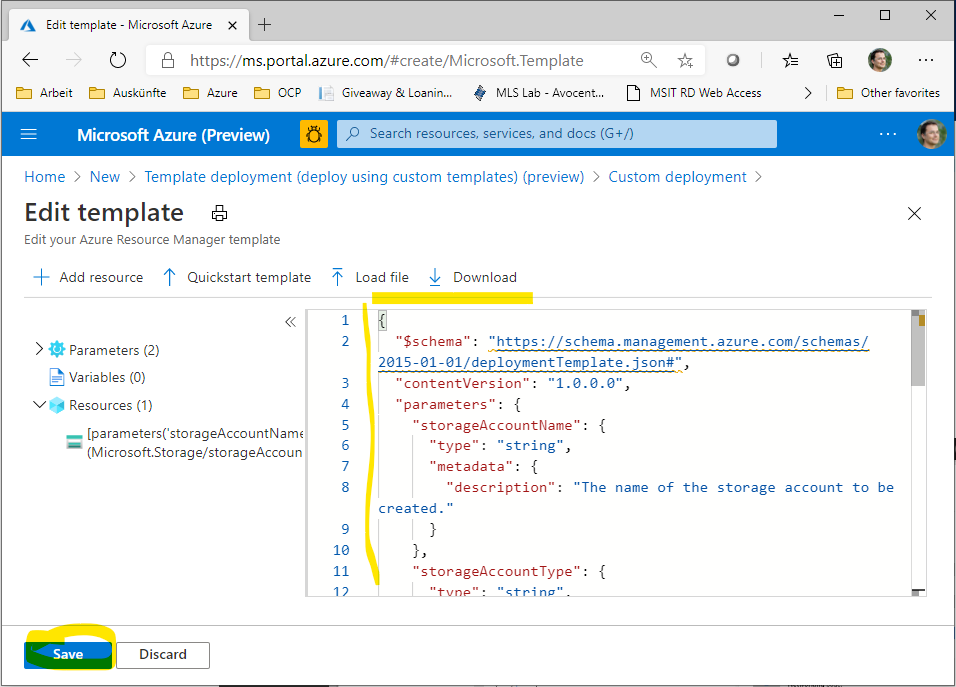 Edit template - Microsoft Azure
https://ms.portal.azure.com/#create/Microsoft.Template
Arbeit Auskünfte Azure OCP Giveaway & Loanin... MLS Lab - Avocent... MSIT RD Web Access Other favorites
Microsoft Azure (Preview) Search resources, services, and docs (G+/)
Home > New > Template deployment (deploy using custom templates) (preview) > Custom deployment >
Edit template
Edit your Azure Resource Manager template
Add resource Quickstart template Load file Download
Parameters (2)
Variables (0)
Resources (1)
[parameters('storageAccountName
(Microsoft.Storage/storageAccoun
1 {
2 "$schema": "https://schema.management.azure.com/schemas/
2015-01-01/deploymentTemplate.json#",
3 "contentVersion": "1.0.0.0",
4 "parameters": {
5 "storageAccountName": {
6 "type": "string",
7 "metadata": {
8 "description": "The name of the storage account to be
created."
9 }
10 },
11 "storageAccountType": {
12 "type": "string",
Save Discard